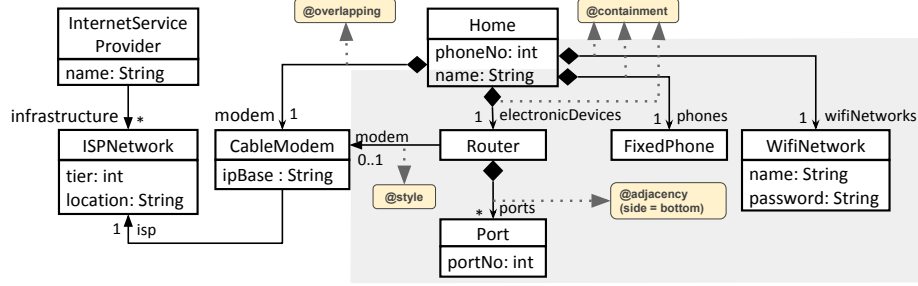 @overlapping
@containment
InternetService
Provider
name: String
Home
phoneNo: int
name: String
infrastructure
*
modem
1
1
electronicDevices
1
phones
1
wifiNetworks
ISPNetwork
tier: int
location: String
CableModem
ipBase : String
modem
0..1
Router
FixedPhone
WifiNetwork
name: String
password: String
@style
@adjacency
(side = bottom)
1
isp
*
ports
Port
portNo: int